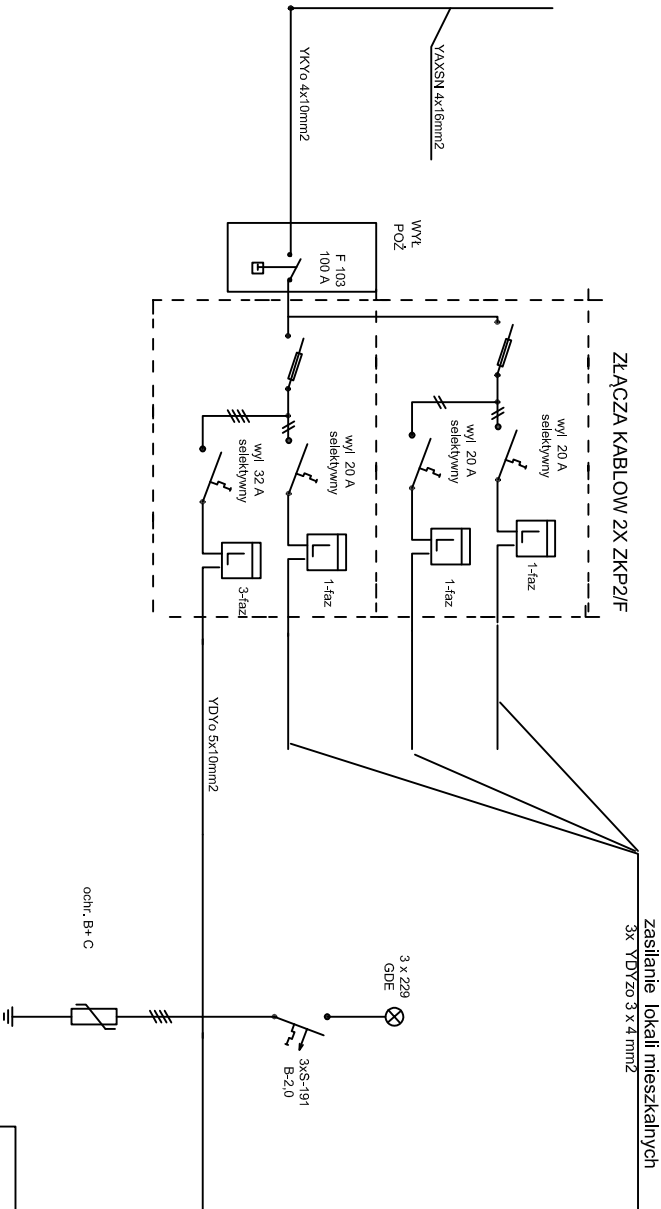 YAXSN 4x16mm2
YKYo 4x10mm2
WYŁ
POŻ
F 103
100 A
ZŁĄCZA KABLOW 2X ZKP2/F
wyl 20 A
selektywny
1-faz
wyl 20 A
selektywny
1-faz
wyl 20 A
selektywny
1-faz
wyl 32 A
selektywny
3-faz
YDYo 5x10mm2
zasilanie lokali mieszkalnych
3x YDYzo 3 x 4 mm2
3 x 229
GDE
3xS-191
B-2,0
ochr. B+ C